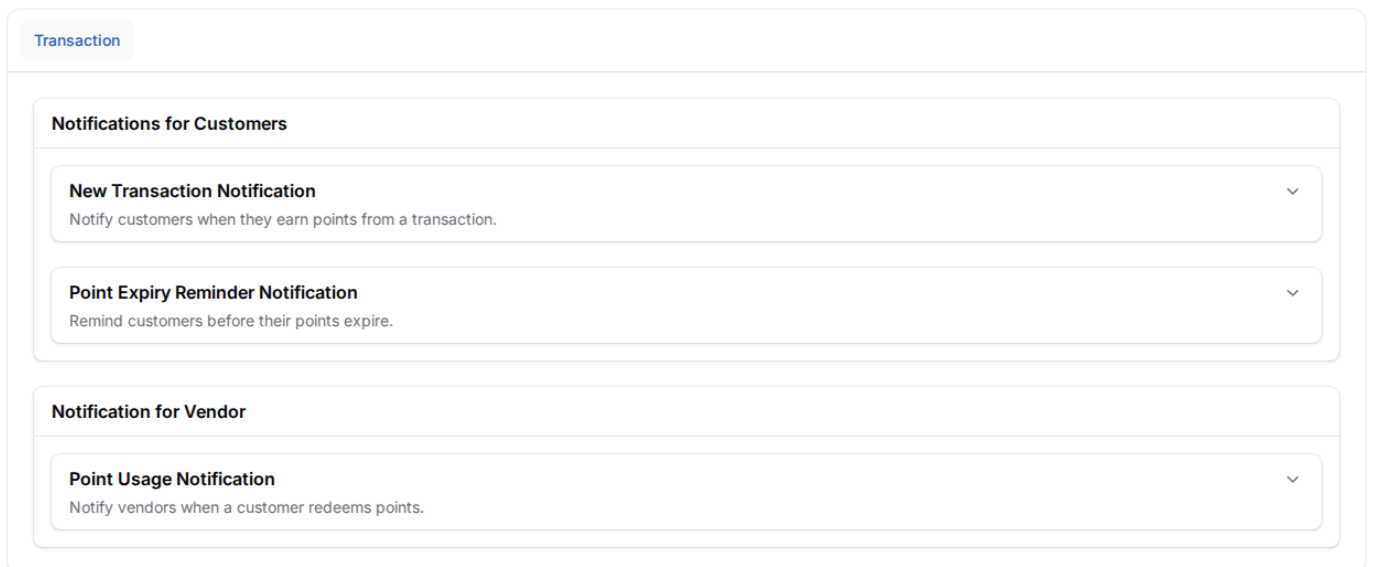 Transaction
Notifications for Customers
New Transaction Notification
Notify customers when they earn points from a transaction.
Point Expiry Reminder Notification
Remind customers before their points expire.
Notification for Vendor
Point Usage Notification
Notify vendors when a customer redeems points.